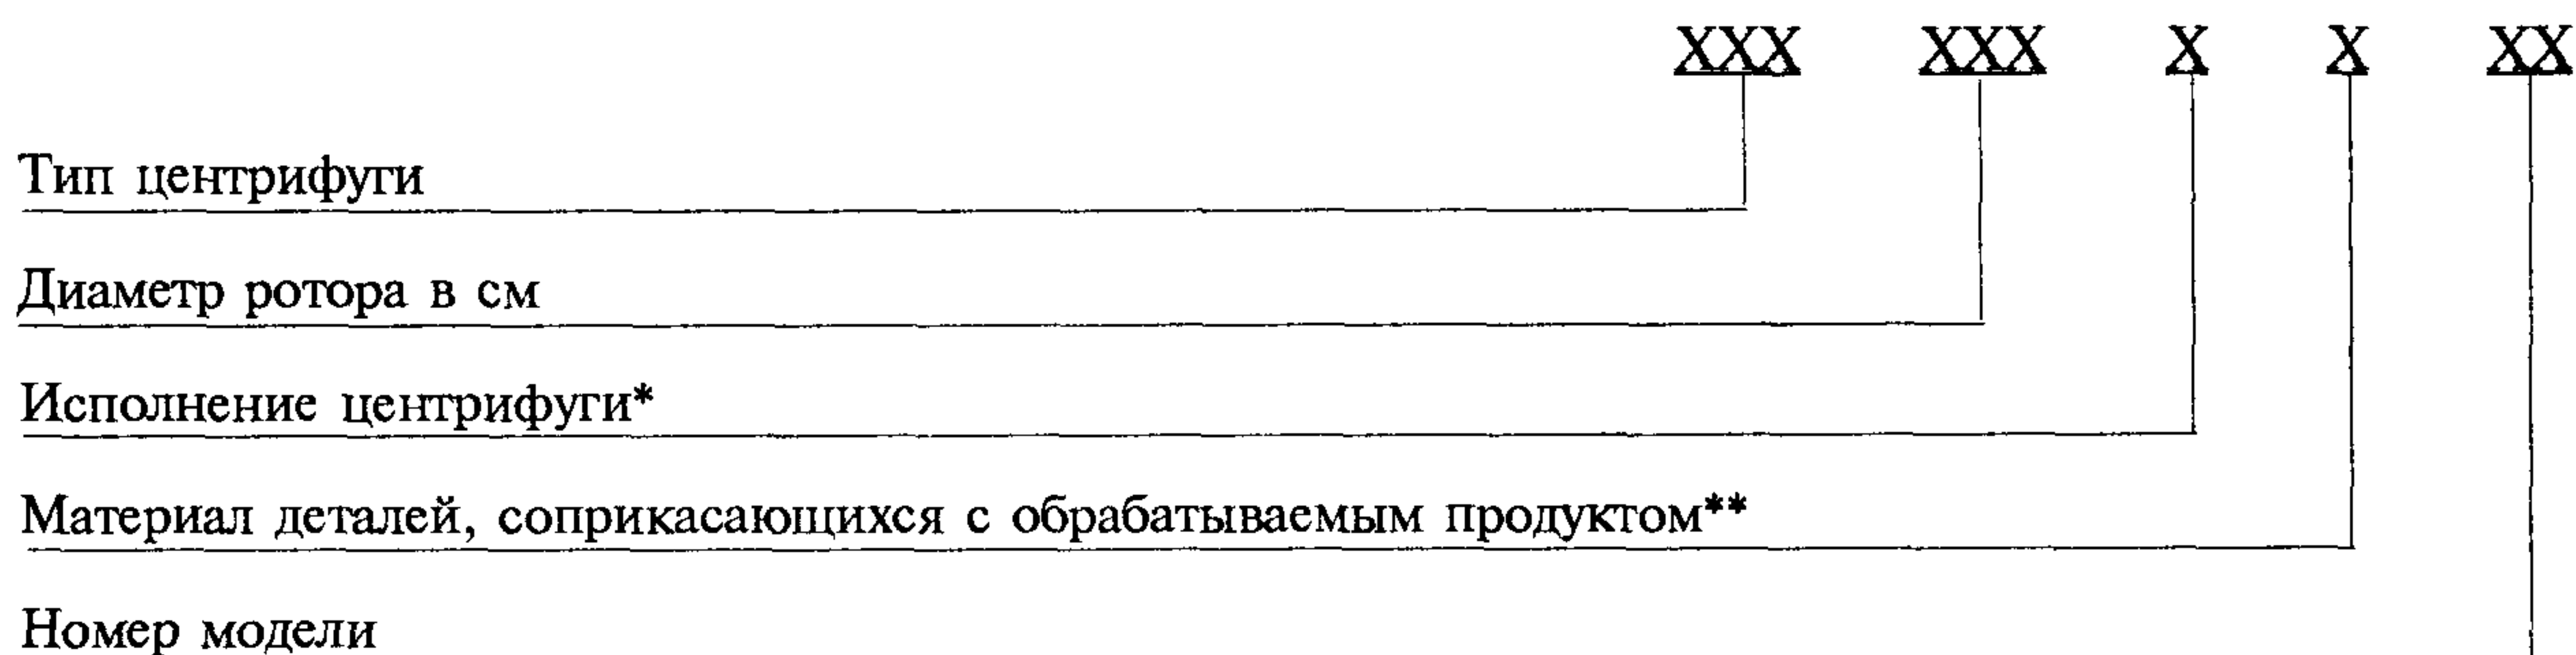 XXX XXX X X XX
Тип центрифуги
Диаметр ротора в см
Исполнение центрифуги*
Материал деталей, соприкасающихся с обрабатываемым продуктом**
Номер модели